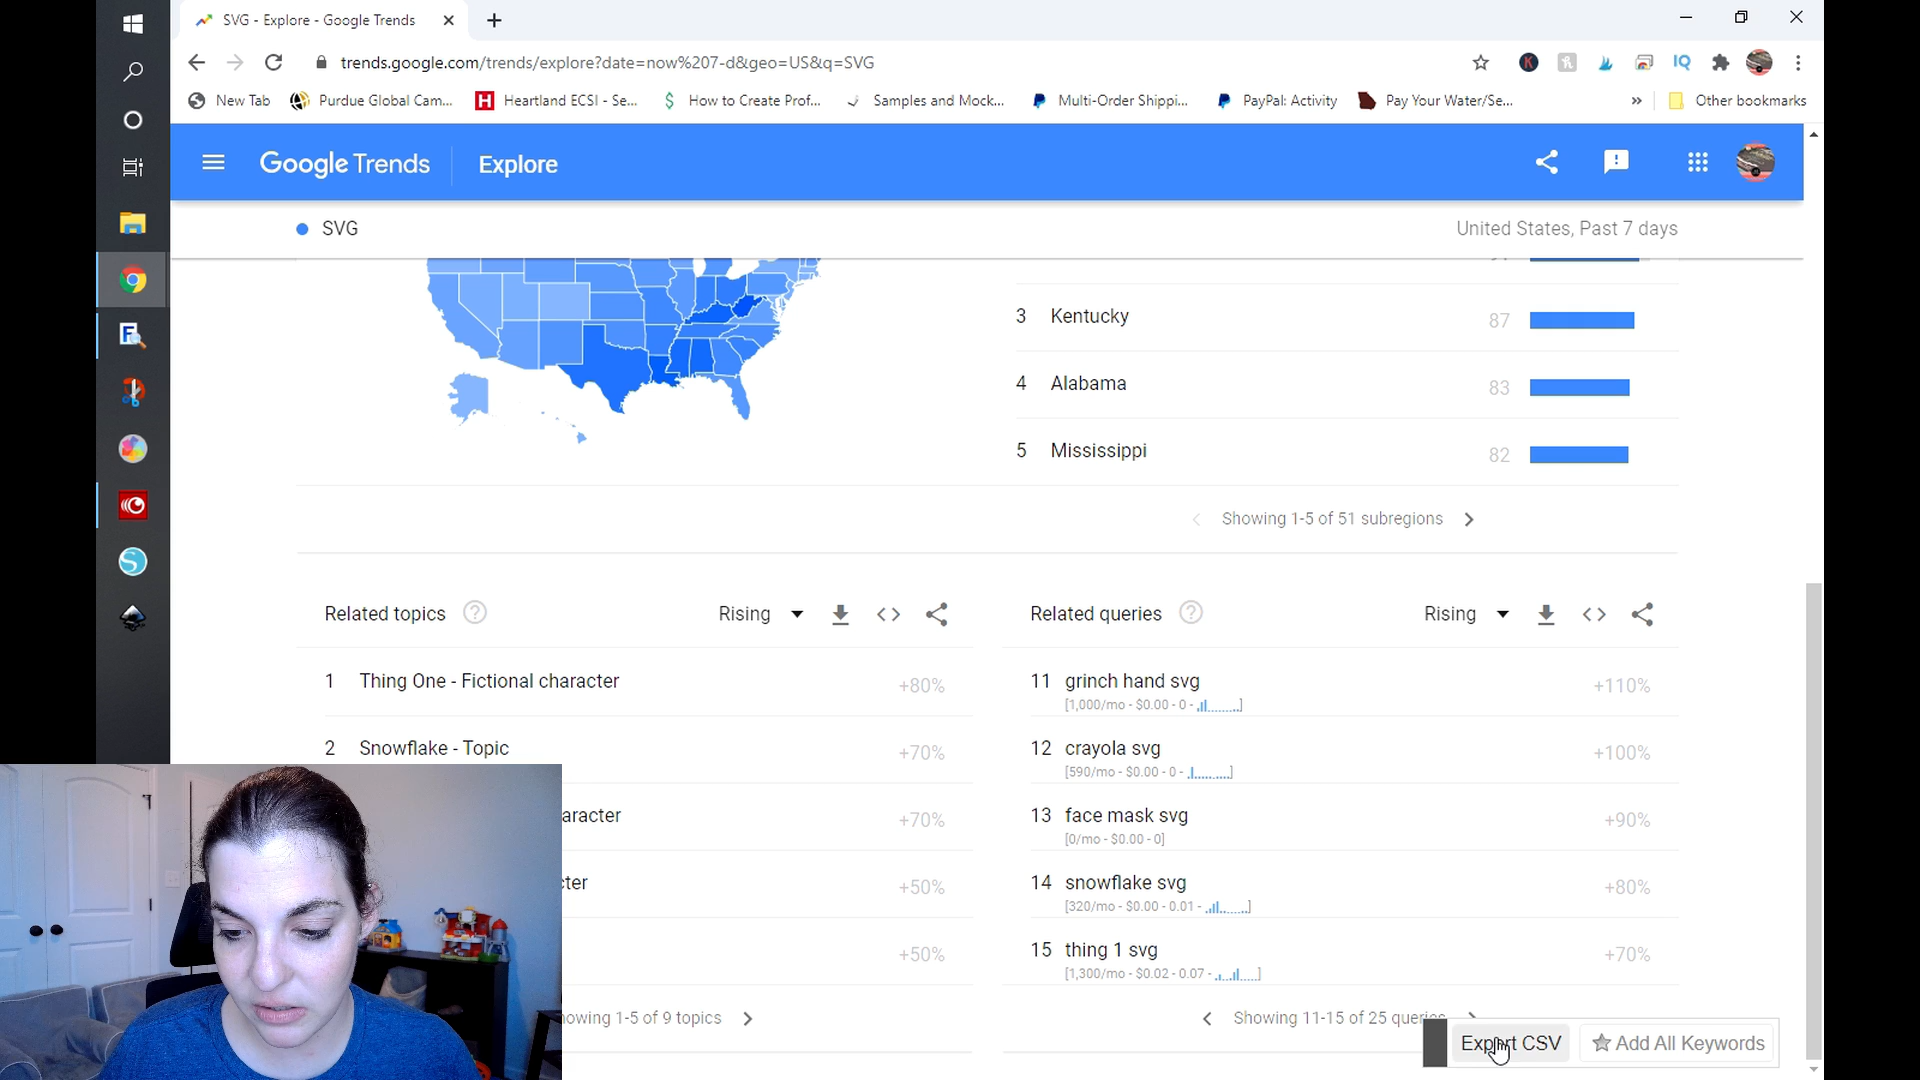 SVG - Explore - Google Trends
trends.google.com/trends/explore?date=now%207-d&geo=US&q=SVG
New Tab
Purdue Global Cam...
Heartland ECSI - Se...
How to Create Prof...
Samples and Mock...
Multi-Order Shippi...
PayPal: Activity
Pay Your Water/Se...
Other bookmarks
Google Trends
Explore
SVG
United States, Past 7 days
3 Kentucky 87
4 Alabama 83
5 Mississippi 82
Showing 1-5 of 51 subregions
Related topics
Rising
1 Thing One - Fictional character +80%
2 Snowflake - Topic +70%
aracter +70%
cter +50%
+50%
owing 1-5 of 9 topics
Related queries
Rising
11 grinch hand svg +110%
[1,000/mo - $0.00 - 0 - ]
12 crayola svg +100%
[590/mo - $0.00 - 0 - ]
13 face mask svg +90%
[0/mo - $0.00 - 0]
14 snowflake svg +80%
[320/mo - $0.00 - 0.01 - ]
15 thing 1 svg +70%
[1,300/mo - $0.02 - 0.07 - ]
Showing 11-15 of 25 queries
Export CSV
Add All Keywords